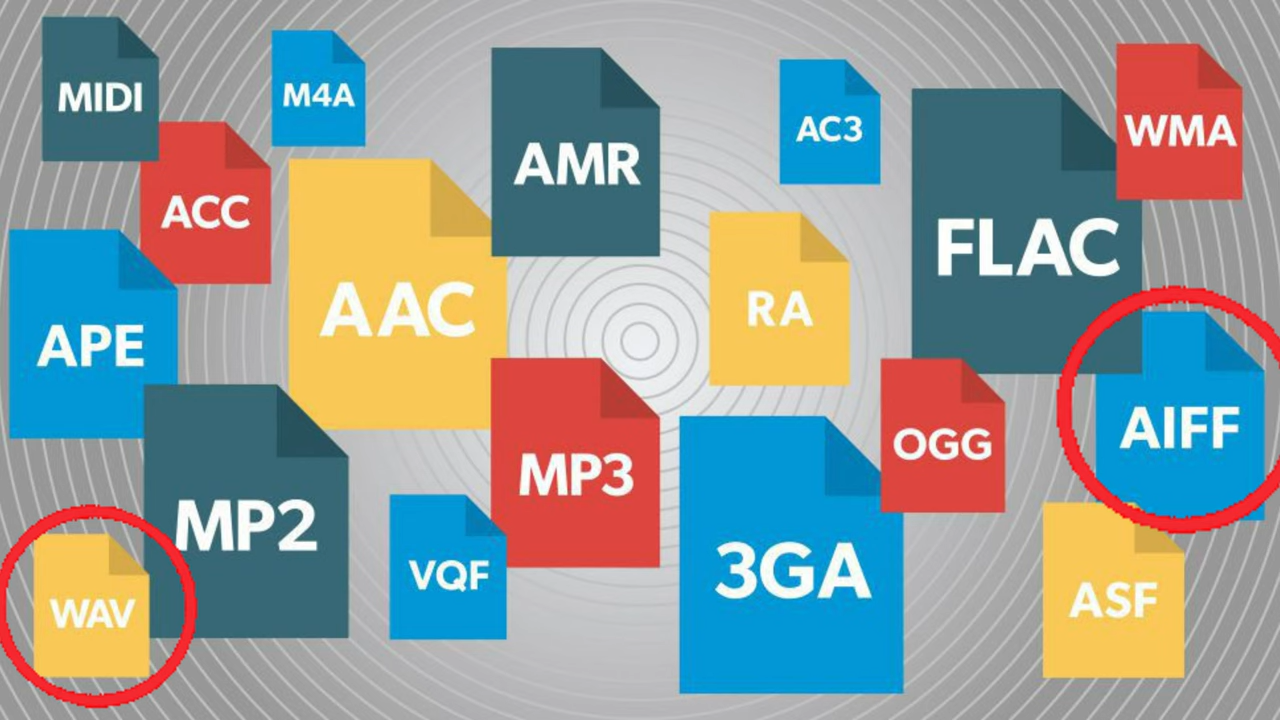 MIDI
M4A
AMR
AC3
WMA
ACC
FLAC
AAC
RA
APE
AIFF
OGG
MP3
MP2
VQF
3GA
ASF
WAV